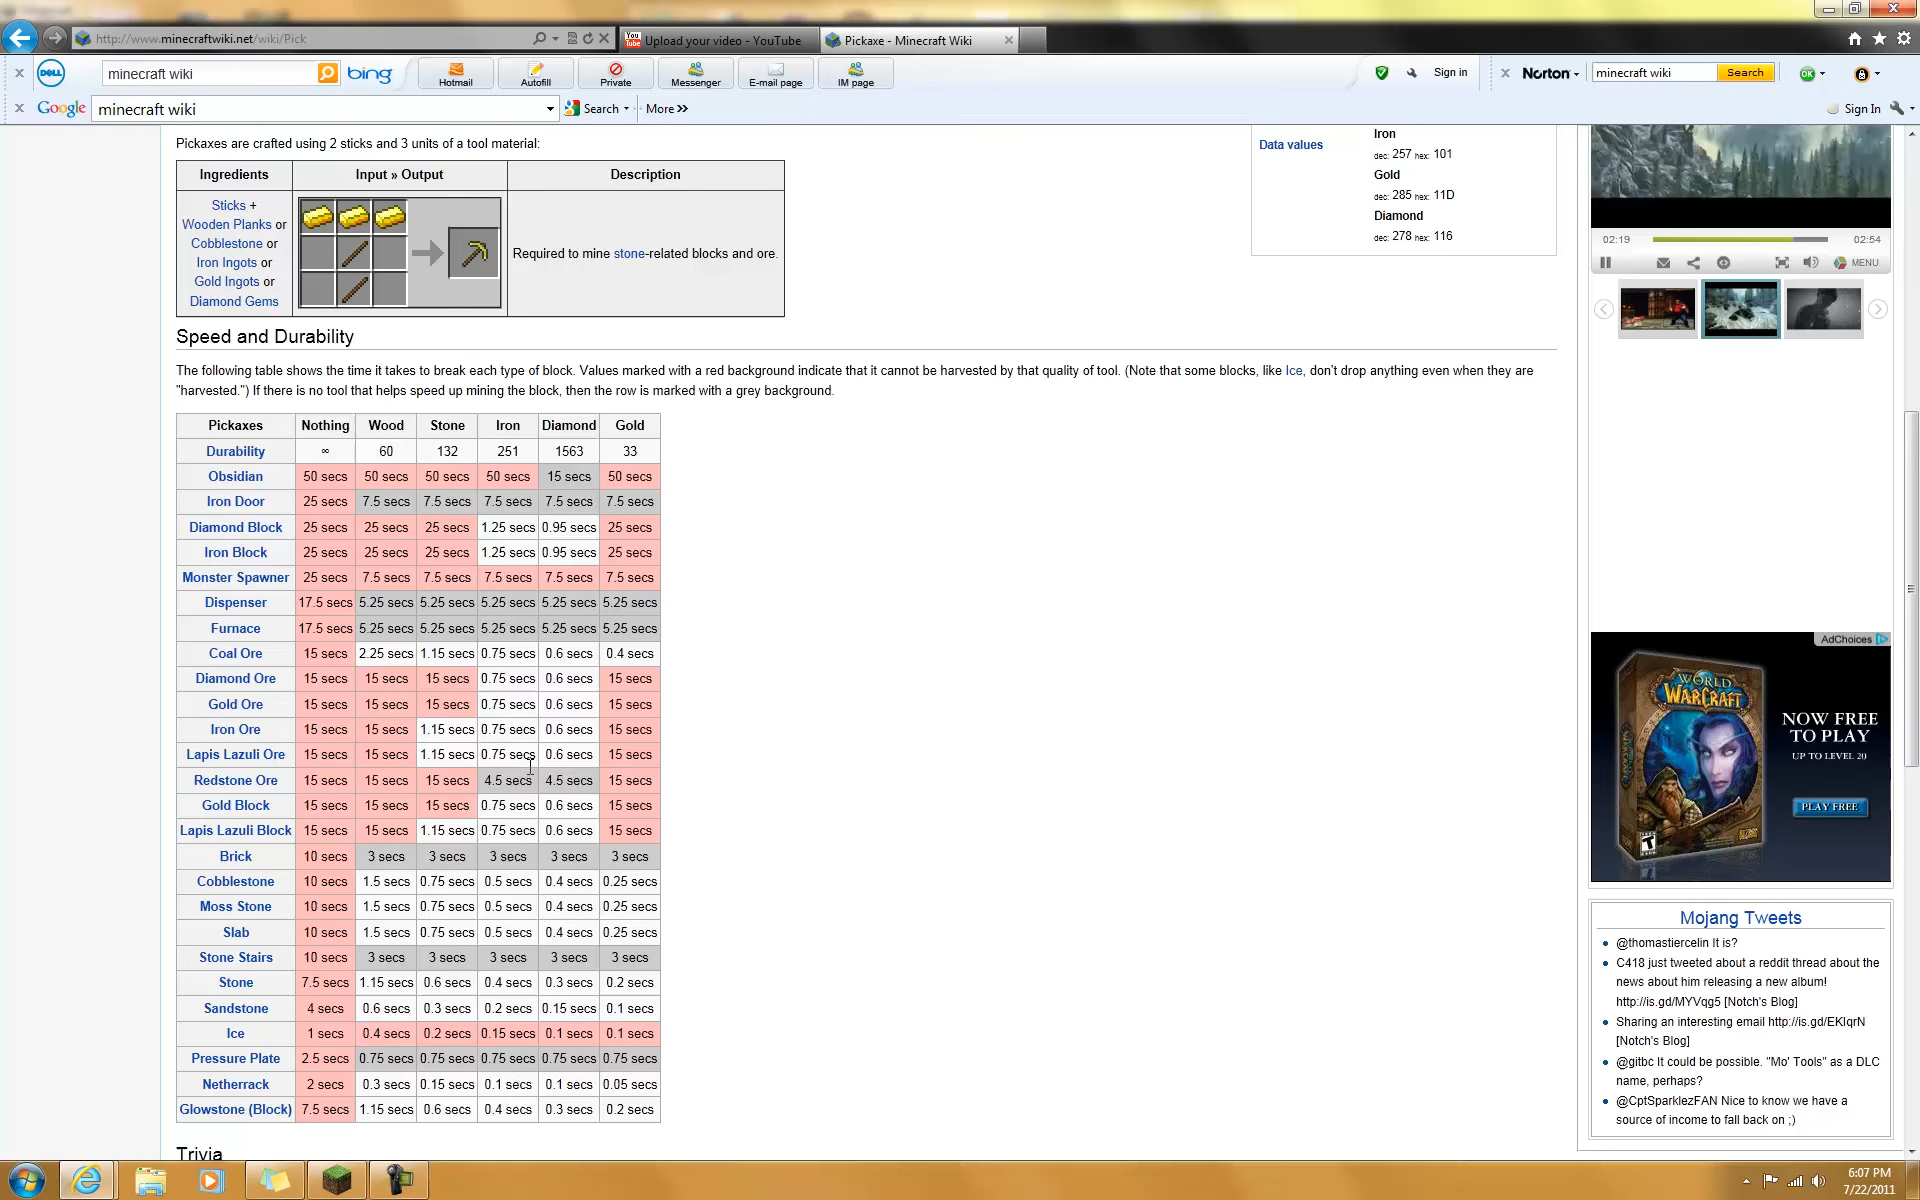 http://www.minecraftwiki.net/wiki/Pick
Upload your video - YouTube
Pickaxe - Minecraft Wiki
DELL
minecraft wiki
bing
Hotmail
Autofill
Private
Messenger
E-mail page
IM page
Sign in
Norton
minecraft wiki
Search
OK
Google
minecraft wiki
Search
More »
Sign In
Pickaxes are crafted using 2 sticks and 3 units of a tool material:
Ingredients Input » Output Description
Sticks +
Wooden Planks or
Cobblestone or
Iron Ingots or
Gold Ingots or
Diamond Gems
Required to mine stone-related blocks and ore.
Data values
Iron
dec: 257 hex: 101
Gold
dec: 285 hex: 11D
Diamond
dec: 278 hex: 116
Speed and Durability
The following table shows the time it takes to break each type of block. Values marked with a red background indicate that it cannot be harvested by that quality of tool. (Note that some blocks, like Ice, don't drop anything even when they are
"harvested.") If there is no tool that helps speed up mining the block, then the row is marked with a grey background.
Pickaxes Nothing Wood Stone Iron Diamond Gold
Durability ∞ 60 132 251 1563 33
Obsidian 50 secs 50 secs 50 secs 50 secs 15 secs 50 secs
Iron Door 25 secs 7.5 secs 7.5 secs 7.5 secs 7.5 secs 7.5 secs
Diamond Block 25 secs 25 secs 25 secs 1.25 secs 0.95 secs 25 secs
Iron Block 25 secs 25 secs 25 secs 1.25 secs 0.95 secs 25 secs
Monster Spawner 25 secs 7.5 secs 7.5 secs 7.5 secs 7.5 secs 7.5 secs
Dispenser 17.5 secs 5.25 secs 5.25 secs 5.25 secs 5.25 secs 5.25 secs
Furnace 17.5 secs 5.25 secs 5.25 secs 5.25 secs 5.25 secs 5.25 secs
Coal Ore 15 secs 2.25 secs 1.15 secs 0.75 secs 0.6 secs 0.4 secs
Diamond Ore 15 secs 15 secs 15 secs 0.75 secs 0.6 secs 15 secs
Gold Ore 15 secs 15 secs 15 secs 0.75 secs 0.6 secs 15 secs
Iron Ore 15 secs 15 secs 1.15 secs 0.75 secs 0.6 secs 15 secs
Lapis Lazuli Ore 15 secs 15 secs 1.15 secs 0.75 secs 0.6 secs 15 secs
Redstone Ore 15 secs 15 secs 15 secs 4.5 secs 4.5 secs 15 secs
Gold Block 15 secs 15 secs 15 secs 0.75 secs 0.6 secs 15 secs
Lapis Lazuli Block 15 secs 15 secs 1.15 secs 0.75 secs 0.6 secs 15 secs
Brick 10 secs 3 secs 3 secs 3 secs 3 secs 3 secs
Cobblestone 10 secs 1.5 secs 0.75 secs 0.5 secs 0.4 secs 0.25 secs
Moss Stone 10 secs 1.5 secs 0.75 secs 0.5 secs 0.4 secs 0.25 secs
Slab 10 secs 1.5 secs 0.75 secs 0.5 secs 0.4 secs 0.25 secs
Stone Stairs 10 secs 3 secs 3 secs 3 secs 3 secs 3 secs
Stone 7.5 secs 1.15 secs 0.6 secs 0.4 secs 0.3 secs 0.2 secs
Sandstone 4 secs 0.6 secs 0.3 secs 0.2 secs 0.15 secs 0.1 secs
Ice 1 secs 0.4 secs 0.2 secs 0.15 secs 0.1 secs 0.1 secs
Pressure Plate 2.5 secs 0.75 secs 0.75 secs 0.75 secs 0.75 secs 0.75 secs
Netherrack 2 secs 0.3 secs 0.15 secs 0.1 secs 0.1 secs 0.05 secs
Glowstone (Block) 7.5 secs 1.15 secs 0.6 secs 0.4 secs 0.3 secs 0.2 secs
Trivia
02:19 02:54
MENU
AdChoices
WORLD
WARCRAFT
NOW FREE
TO PLAY
UP TO LEVEL 20
PLAY FREE
Mojang Tweets
@thomastiercelin It is?
C418 just tweeted about a reddit thread about the
news about him releasing a new album!
http://is.gd/MYVqg5 [Notch's Blog]
Sharing an interesting email http://is.gd/EKIqrN
[Notch's Blog]
@gitbc It could be possible. "Mo' Tools" as a DLC
name, perhaps?
@CptSparklezFAN Nice to know we have a
source of income to fall back on ;)
6:07 PM
7/22/2011